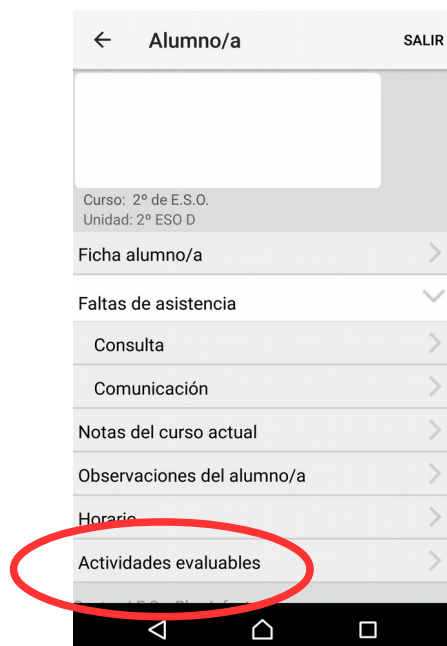 Alumno/a SALIR
Curso: 2º de E.S.O.
Unidad: 2º ESO D
Ficha alumno/a
Faltas de asistencia
Consulta
Comunicación
Notas del curso actual
Observaciones del alumno/a
Horario
Actividades evaluables